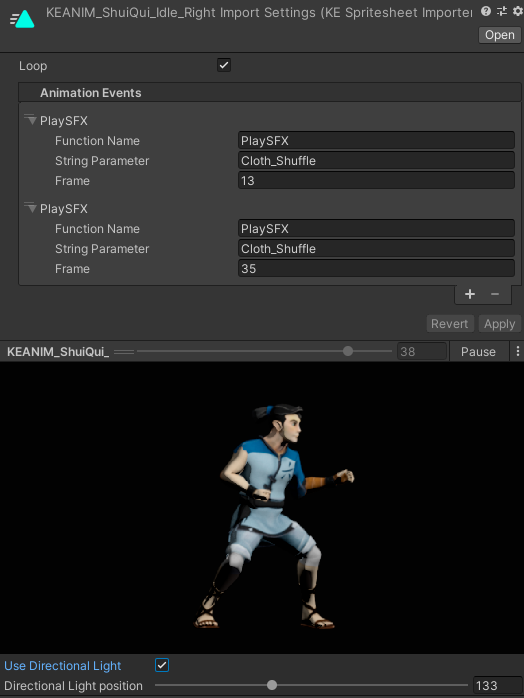 KEANIM_ShuiQui_Idle_Right Import Settings (KE Spritesheet Importer
Open
Loop
Animation Events
PlaySFX
Function Name PlaySFX
String Parameter Cloth_Shuffle
Frame 13
PlaySFX
Function Name PlaySFX
String Parameter Cloth_Shuffle
Frame 35
+ −
Revert Apply
KEANIM_ShuiQui_ 38 Pause
Use Directional Light
Directional Light position 133